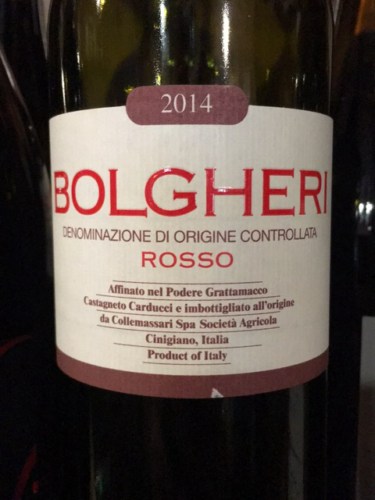 2014
BOLGHERI
DENOMINAZIONE DI ORIGINE CONTROLLATA
ROSSO
Affinato nel Podere Grattamacco
Castagneto Carducci e imbottigliato all'origine
da Collemassari Spa Società Agricola
Cinigiano, Italia
Product of Italy